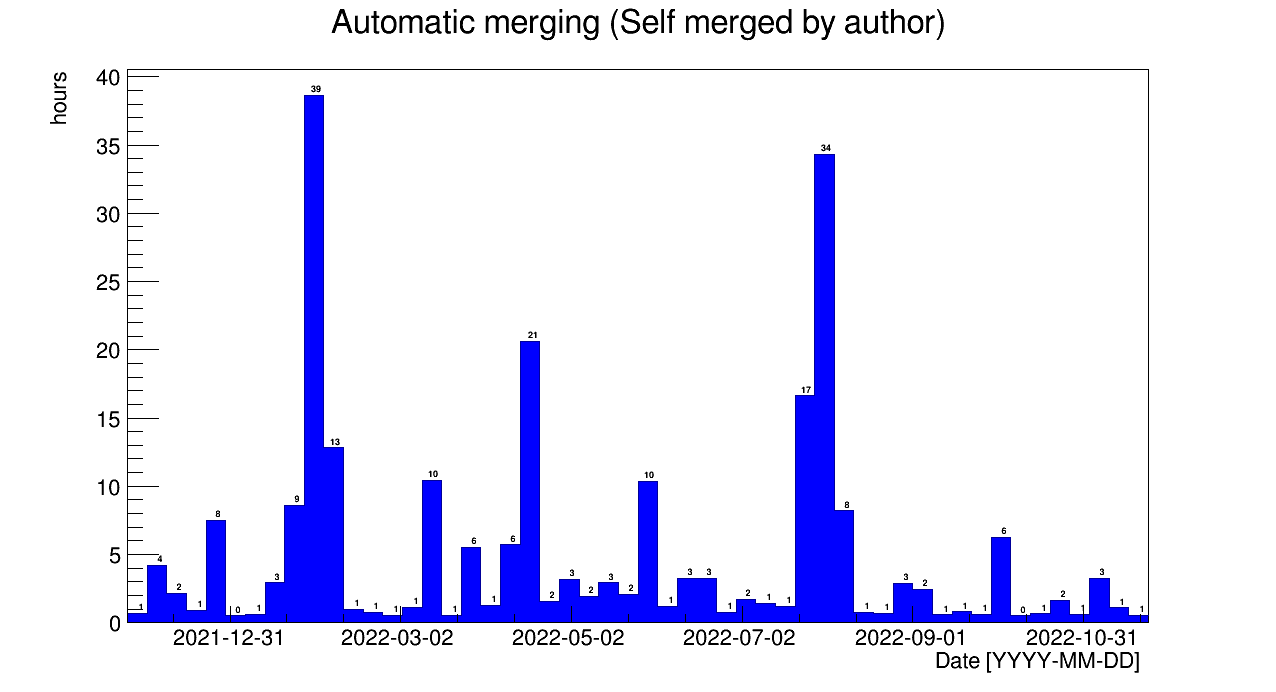 Automatic merging (Self merged by author)
hours
40
35
30
25
20
15
10
5
0
1 4 2 1 8 0 1 3 9 39 13 1 1 1 1 10 1 6 1 6 21 2 3 2 3 2 10 1 3 3 1 2 1 1 17 34 8 1 1 3 2 1 1 1 6 0 1 2 1 3 1 1
2021-12-31 2022-03-02 2022-05-02 2022-07-02 2022-09-01 2022-10-31
Date [YYYY-MM-DD]